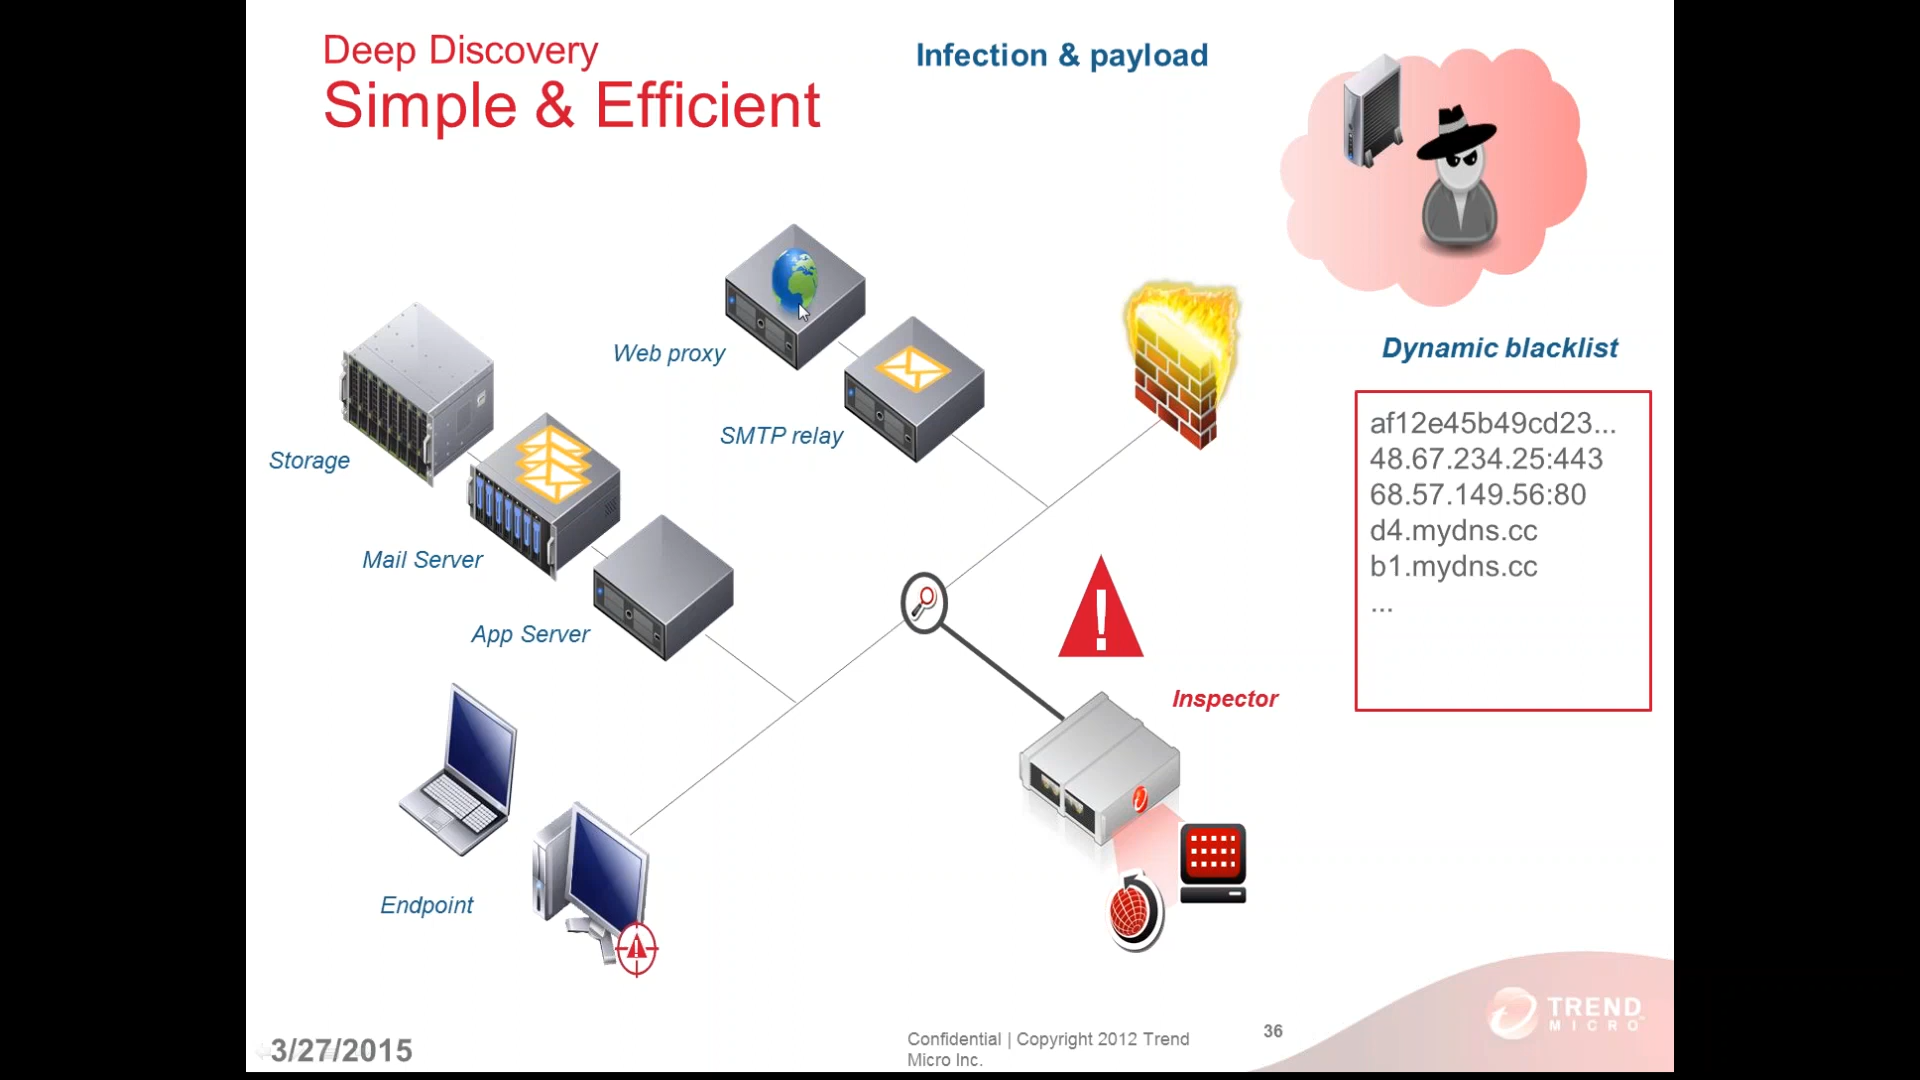 Deep Discovery
Simple & Efficient
Infection & payload
Web proxy
SMTP relay
Storage
Mail Server
App Server
Endpoint
Inspector
Dynamic blacklist
af12e45b49cd23...
48.67.234.25:443
68.57.149.56:80
d4.mydns.cc
b1.mydns.cc
...
3/27/2015
Confidential | Copyright 2012 Trend
Micro Inc.
36
TREND
MICRO